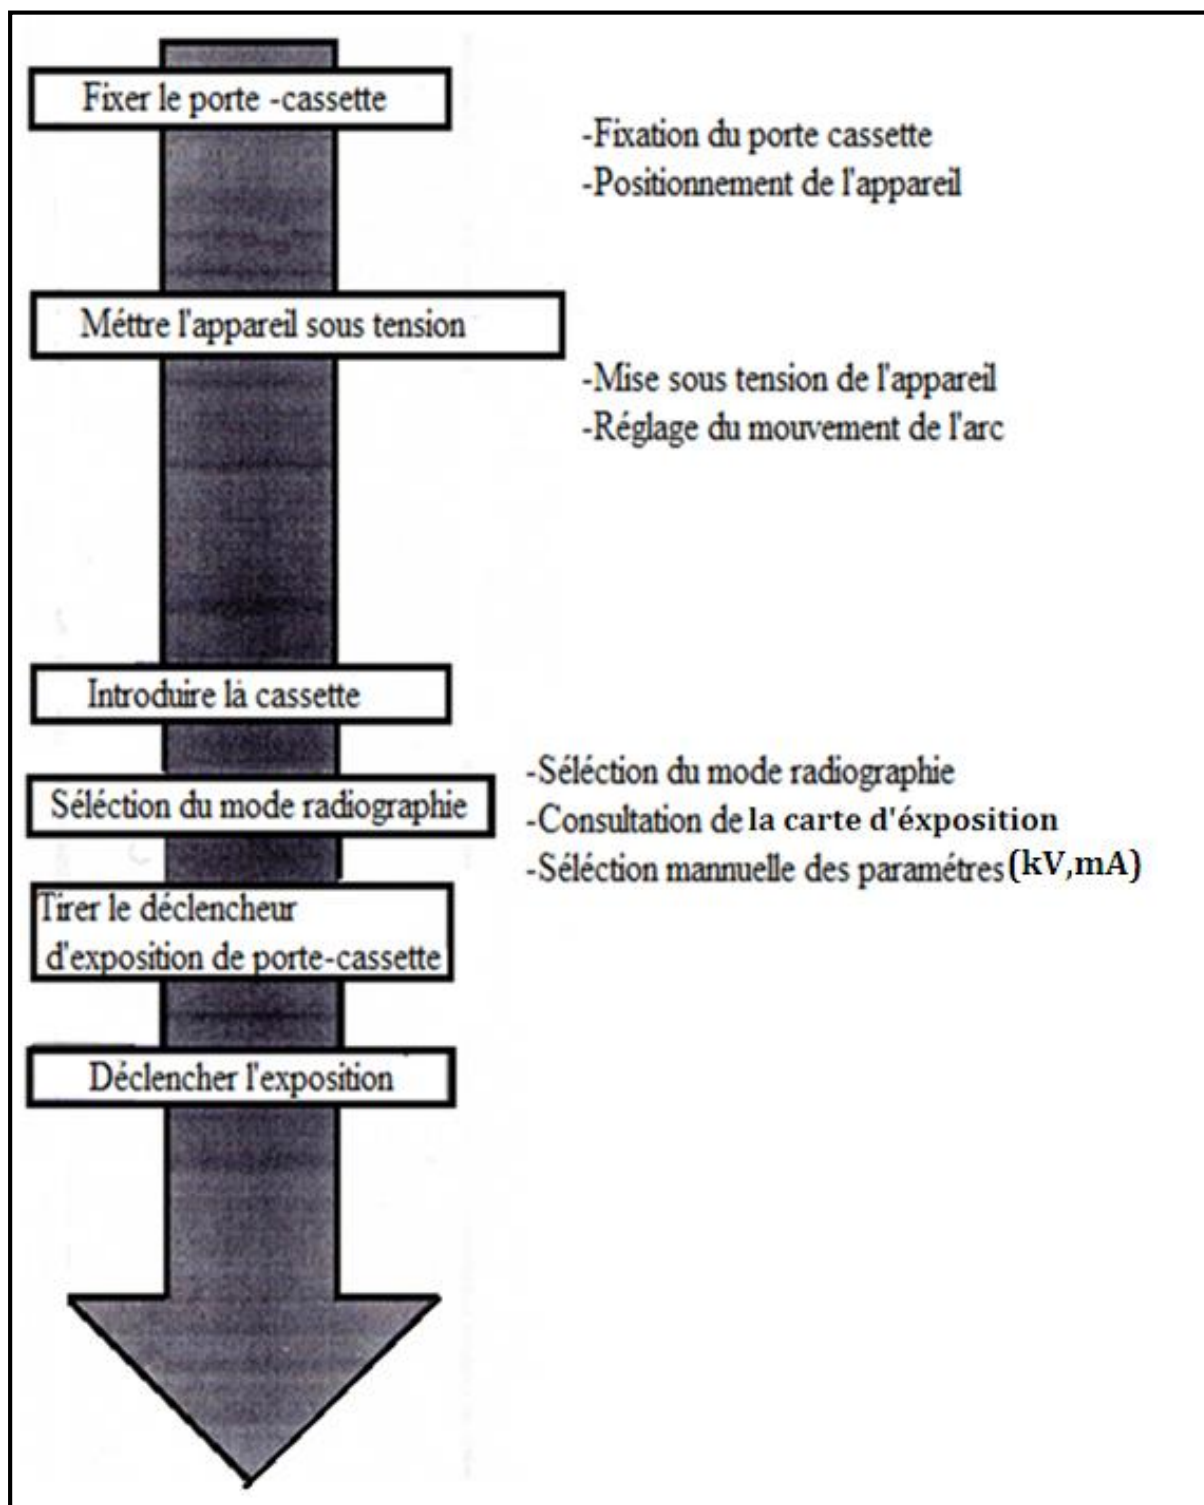 Fixer le porte -cassette
-Fixation du porte cassette
-Positionnement de l'appareil
Méttre l'appareil sous tension
-Mise sous tension de l'appareil
-Réglage du mouvement de l'arc
Introduire là cassette
Séléction du mode radiographie
-Séléction du mode radiographie
-Consultation de la carte d'éxposition
-Séléction mannuelle des paramétres (kV,mA)
Tirer le déclencheur
d'exposition de porte-cassette
Déclencher l'exposition